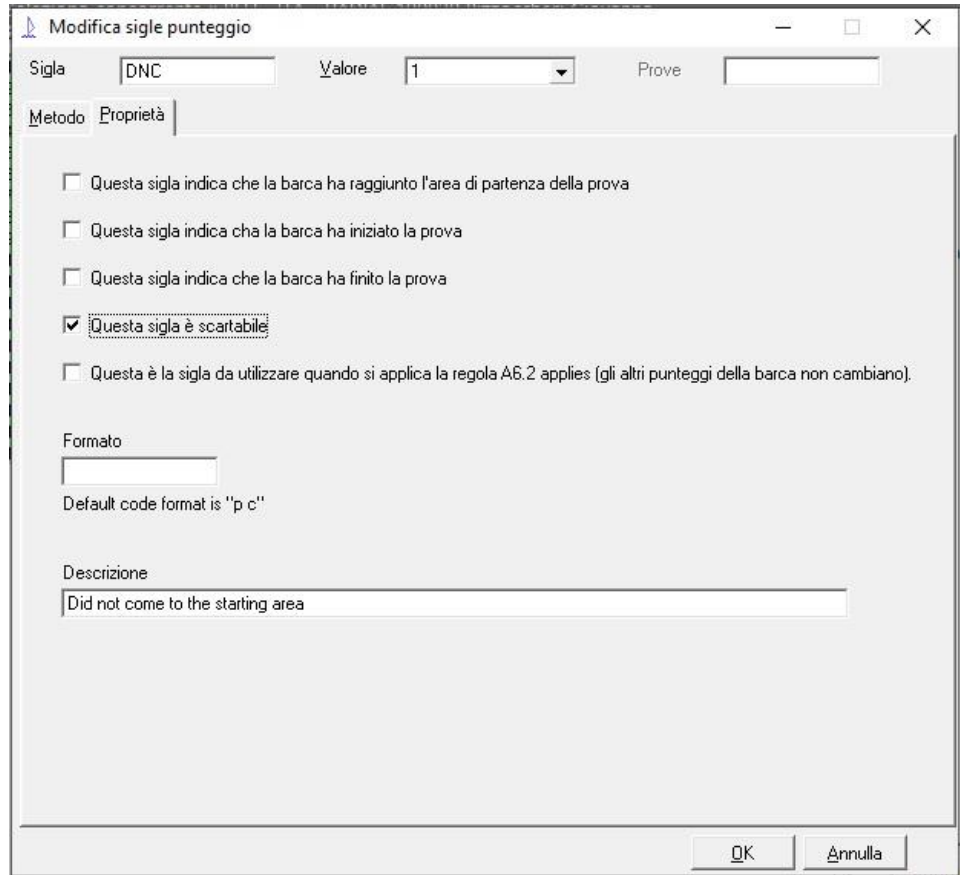 Modifica sigle punteggio
Sigla DNC Valore 1 Prove
Metodo Proprietà
Questa sigla indica che la barca ha raggiunto l'area di partenza della prova
Questa sigla indica cha la barca ha iniziato la prova
Questa sigla indica che la barca ha finito la prova
Questa sigla è scartabile
Questa è la sigla da utilizzare quando si applica la regola A6.2 applies (gli altri punteggi della barca non cambiano).
Formato
Default code format is "p c"
Descrizione
Did not come to the starting area
OK Annulla